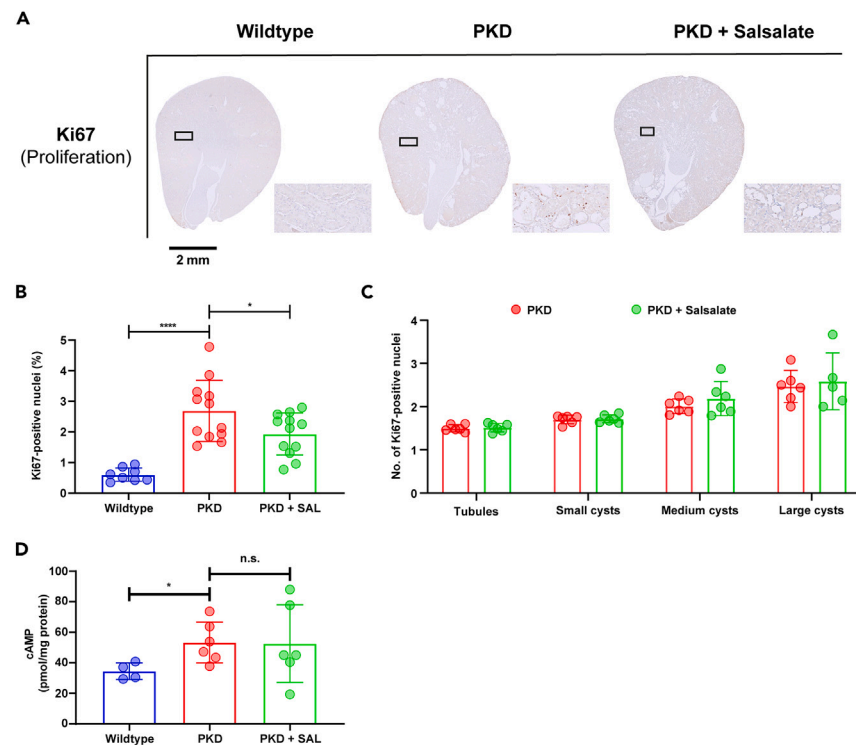 A
Wildtype PKD PKD + Salsalate
Ki67
(Proliferation)
2 mm
B
Ki67-positive nuclei (%)
5
4
3
2
1
0
****
*
Wildtype PKD PKD + SAL
C
PKD PKD + Salsalate
No. of Ki67-positive nuclei
4
3
2
1
0
Tubules Small cysts Medium cysts Large cysts
D
cAMP
(pmol/mg protein)
100
80
60
40
20
0
*
n.s.
Wildtype PKD PKD + SAL